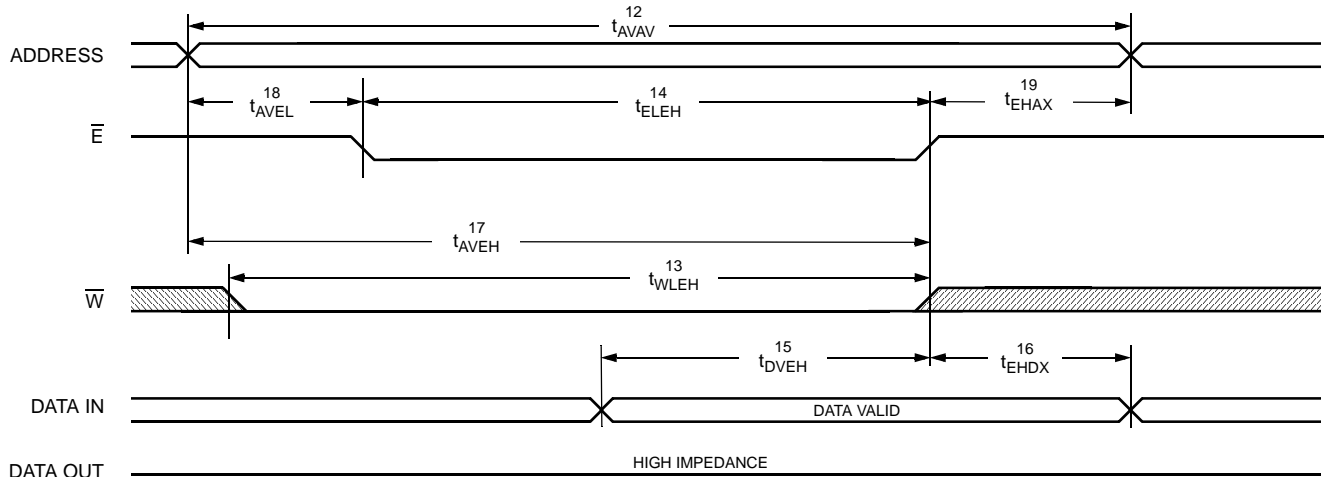 12
tAVAV
ADDRESS
18
tAVEL
14
tELEH
19
tEHAX
E̅
17
tAVEH
13
tWLEH
W̅
15
tDVEH
16
tEHDX
DATA IN
DATA VALID
HIGH IMPEDANCE
DATA OUT